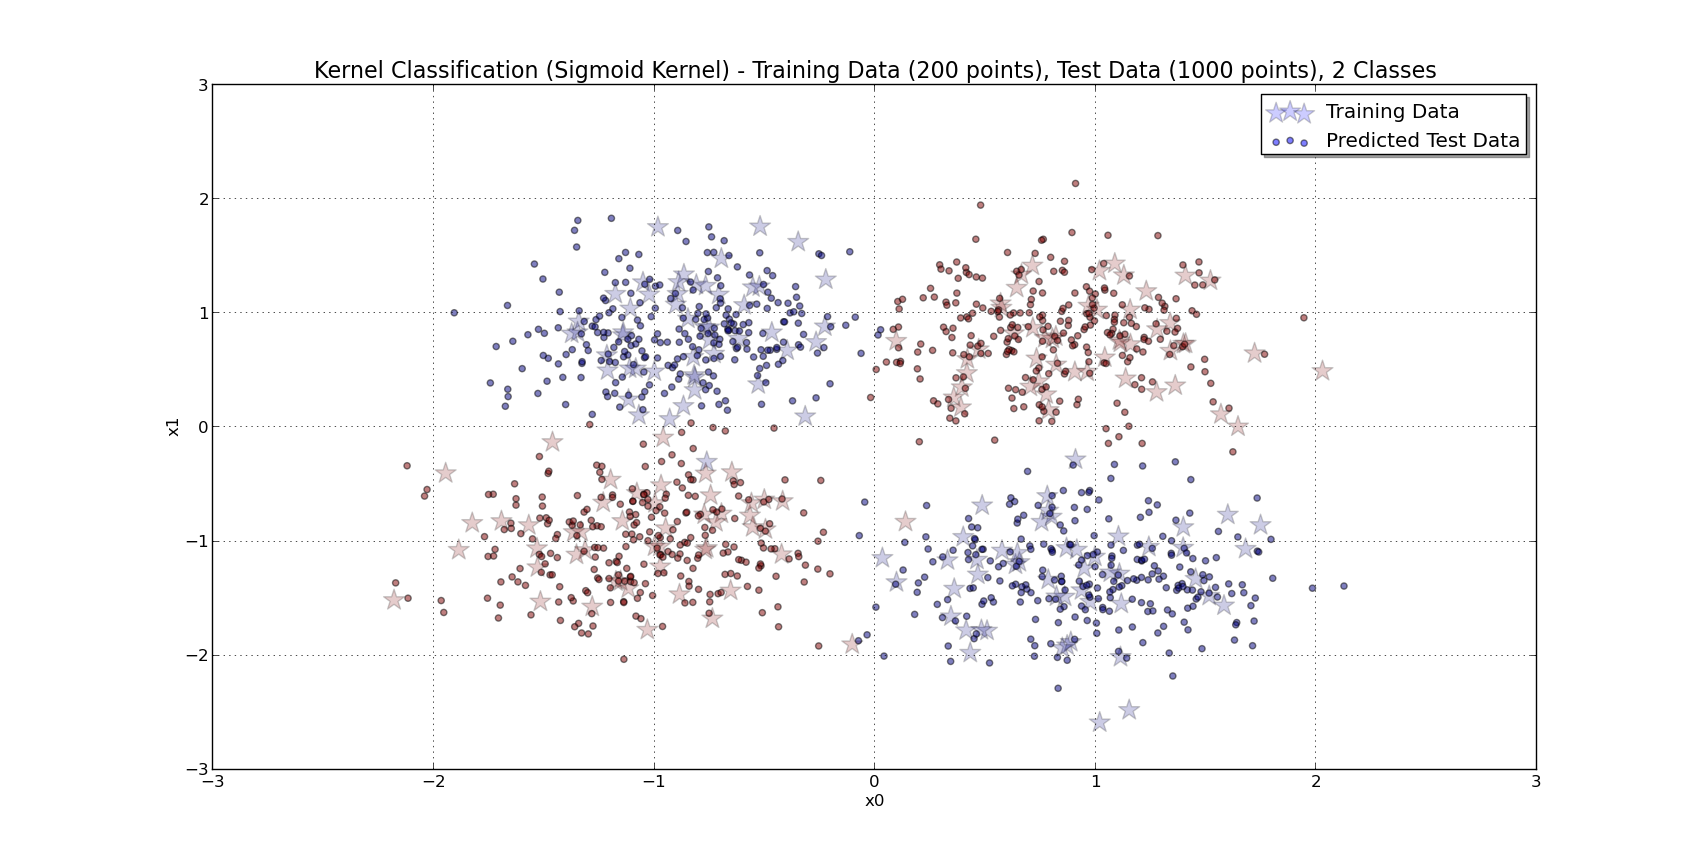 Kernel Classification (Sigmoid Kernel) - Training Data (200 points), Test Data (1000 points), 2 Classes
Training Data
Predicted Test Data
3
2
1
0
−1
−2
−3
x1
−3 −2 −1 0 1 2 3
x0